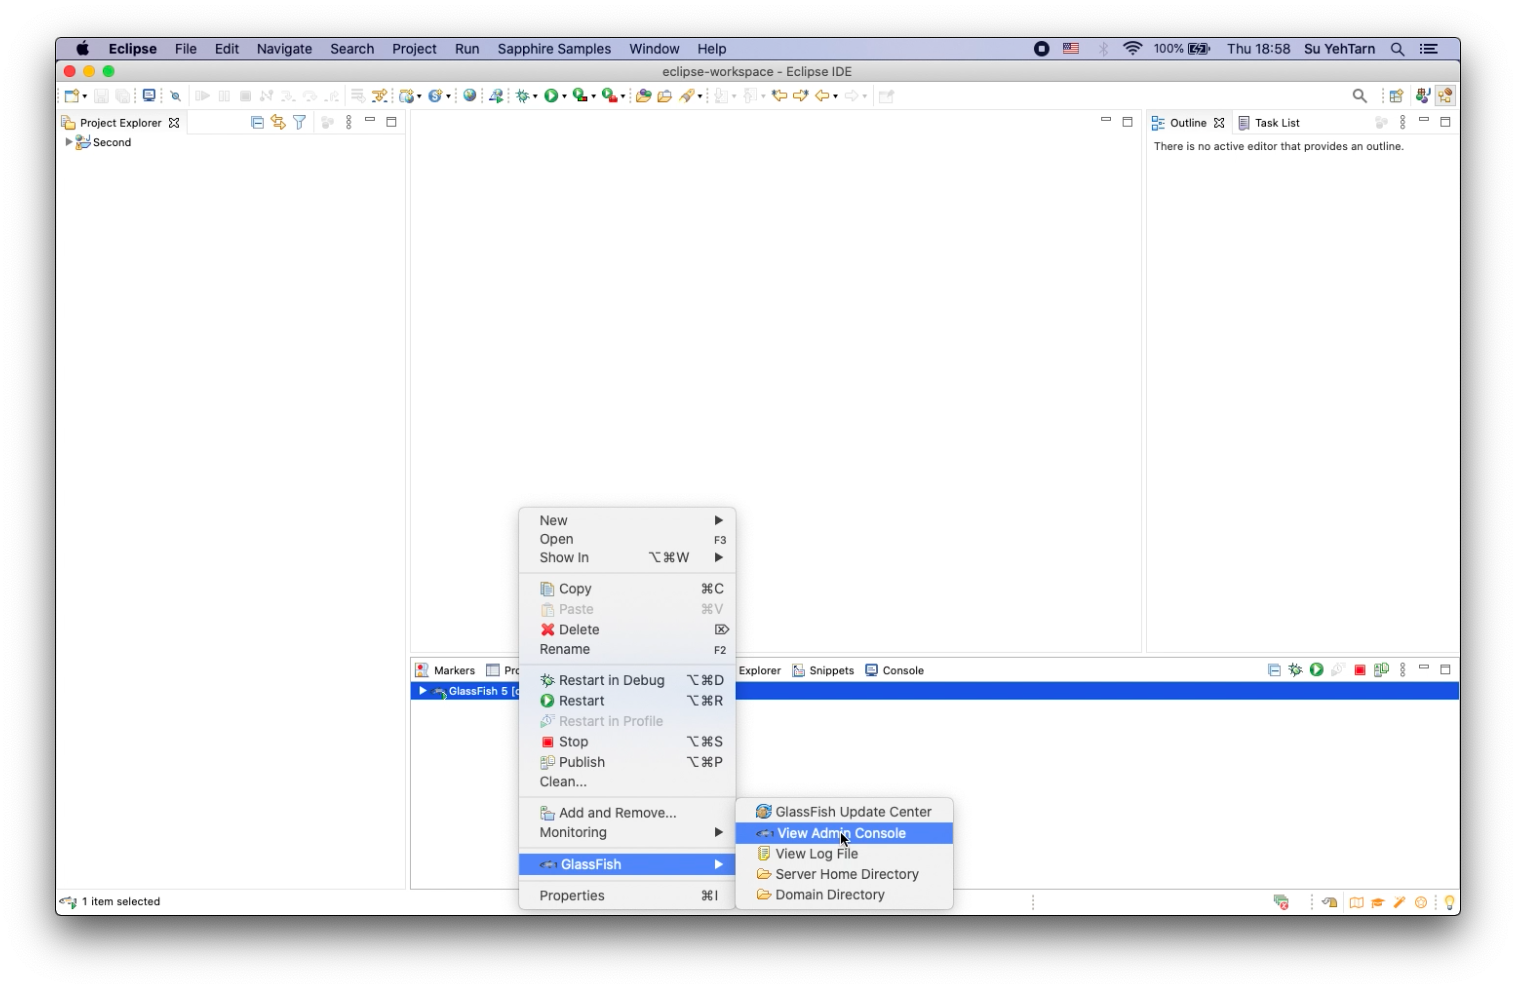 Eclipse File Edit Navigate Search Project Run Sapphire Samples Window Help 100% Thu 18:58 Su YehTarn
eclipse-workspace - Eclipse IDE
Project Explorer
Outline Task List
Second
There is no active editor that provides an outline.
New
Open F3
Show In ⌥⌘W
Copy ⌘C
Paste ⌘V
Delete ⌦
Rename F2
Restart in Debug ⌥⌘D
Restart ⌥⌘R
Restart in Profile
Stop ⌥⌘S
Publish ⌥⌘P
Clean...
Add and Remove...
Monitoring
GlassFish
Properties ⌘I
Markers Explorer Snippets Console
GlassFish 5
GlassFish Update Center
View Admin Console
View Log File
Server Home Directory
Domain Directory
1 item selected